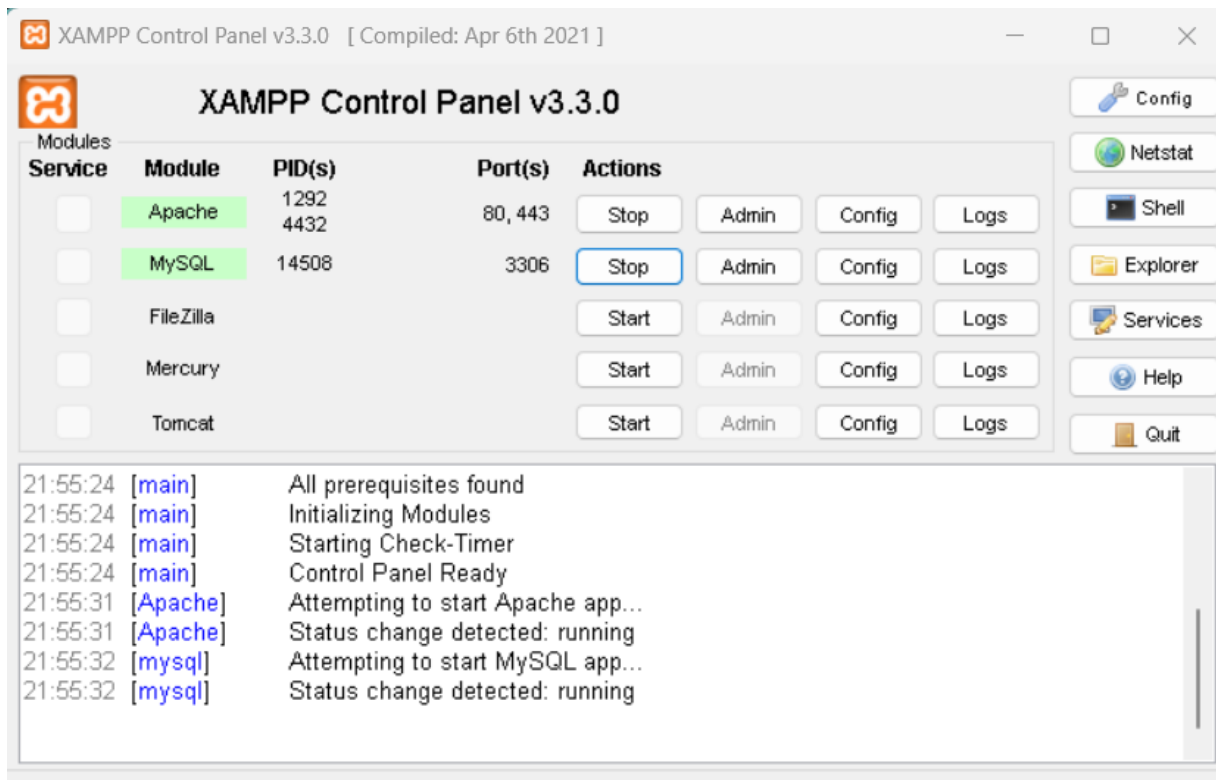 XAMPP Control Panel v3.3.0 [ Compiled: Apr 6th 2021 ]
XAMPP Control Panel v3.3.0
Modules
Service Module PID(s) Port(s) Actions
Apache 1292 4432 80, 443 Stop Admin Config Logs
MySQL 14508 3306 Stop Admin Config Logs
FileZilla Start Admin Config Logs
Mercury Start Admin Config Logs
Tomcat Start Admin Config Logs
Config
Netstat
Shell
Explorer
Services
Help
Quit
21:55:24 [main] All prerequisites found
21:55:24 [main] Initializing Modules
21:55:24 [main] Starting Check-Timer
21:55:24 [main] Control Panel Ready
21:55:31 [Apache] Attempting to start Apache app...
21:55:31 [Apache] Status change detected: running
21:55:32 [mysql] Attempting to start MySQL app...
21:55:32 [mysql] Status change detected: running